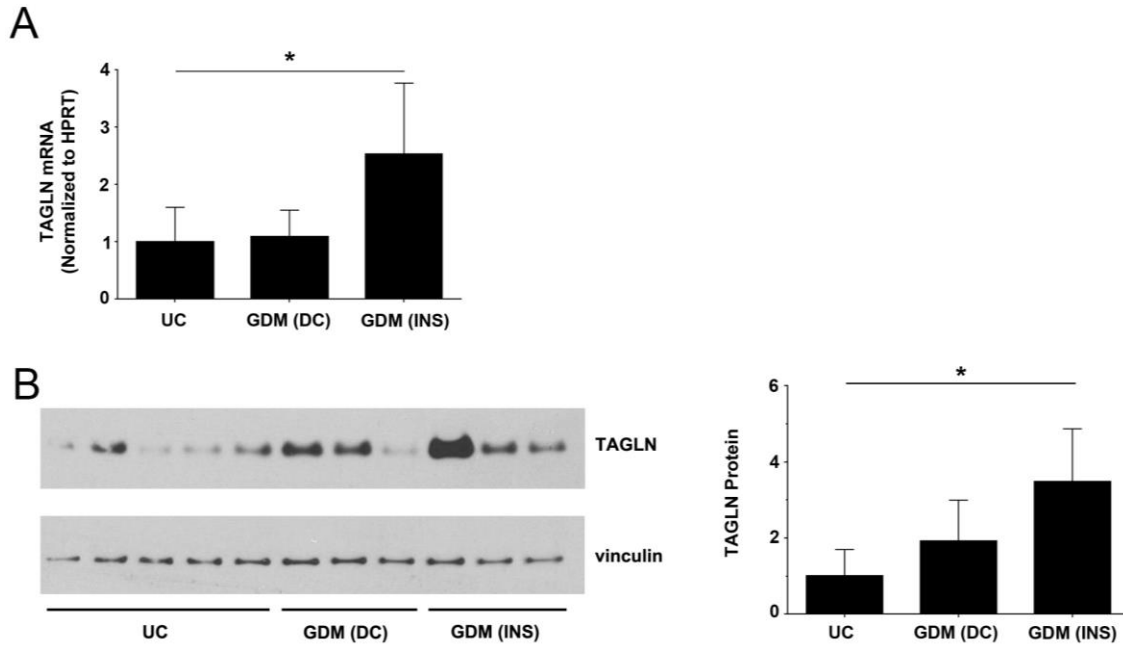 A
*
TAGLN mRNA
(Normalized to HPRT)
4
3
2
1
0
UC
GDM (DC)
GDM (INS)
B
TAGLN
vinculin
UC
GDM (DC)
GDM (INS)
*
TAGLN Protein
6
4
2
0
UC
GDM (DC)
GDM (INS)